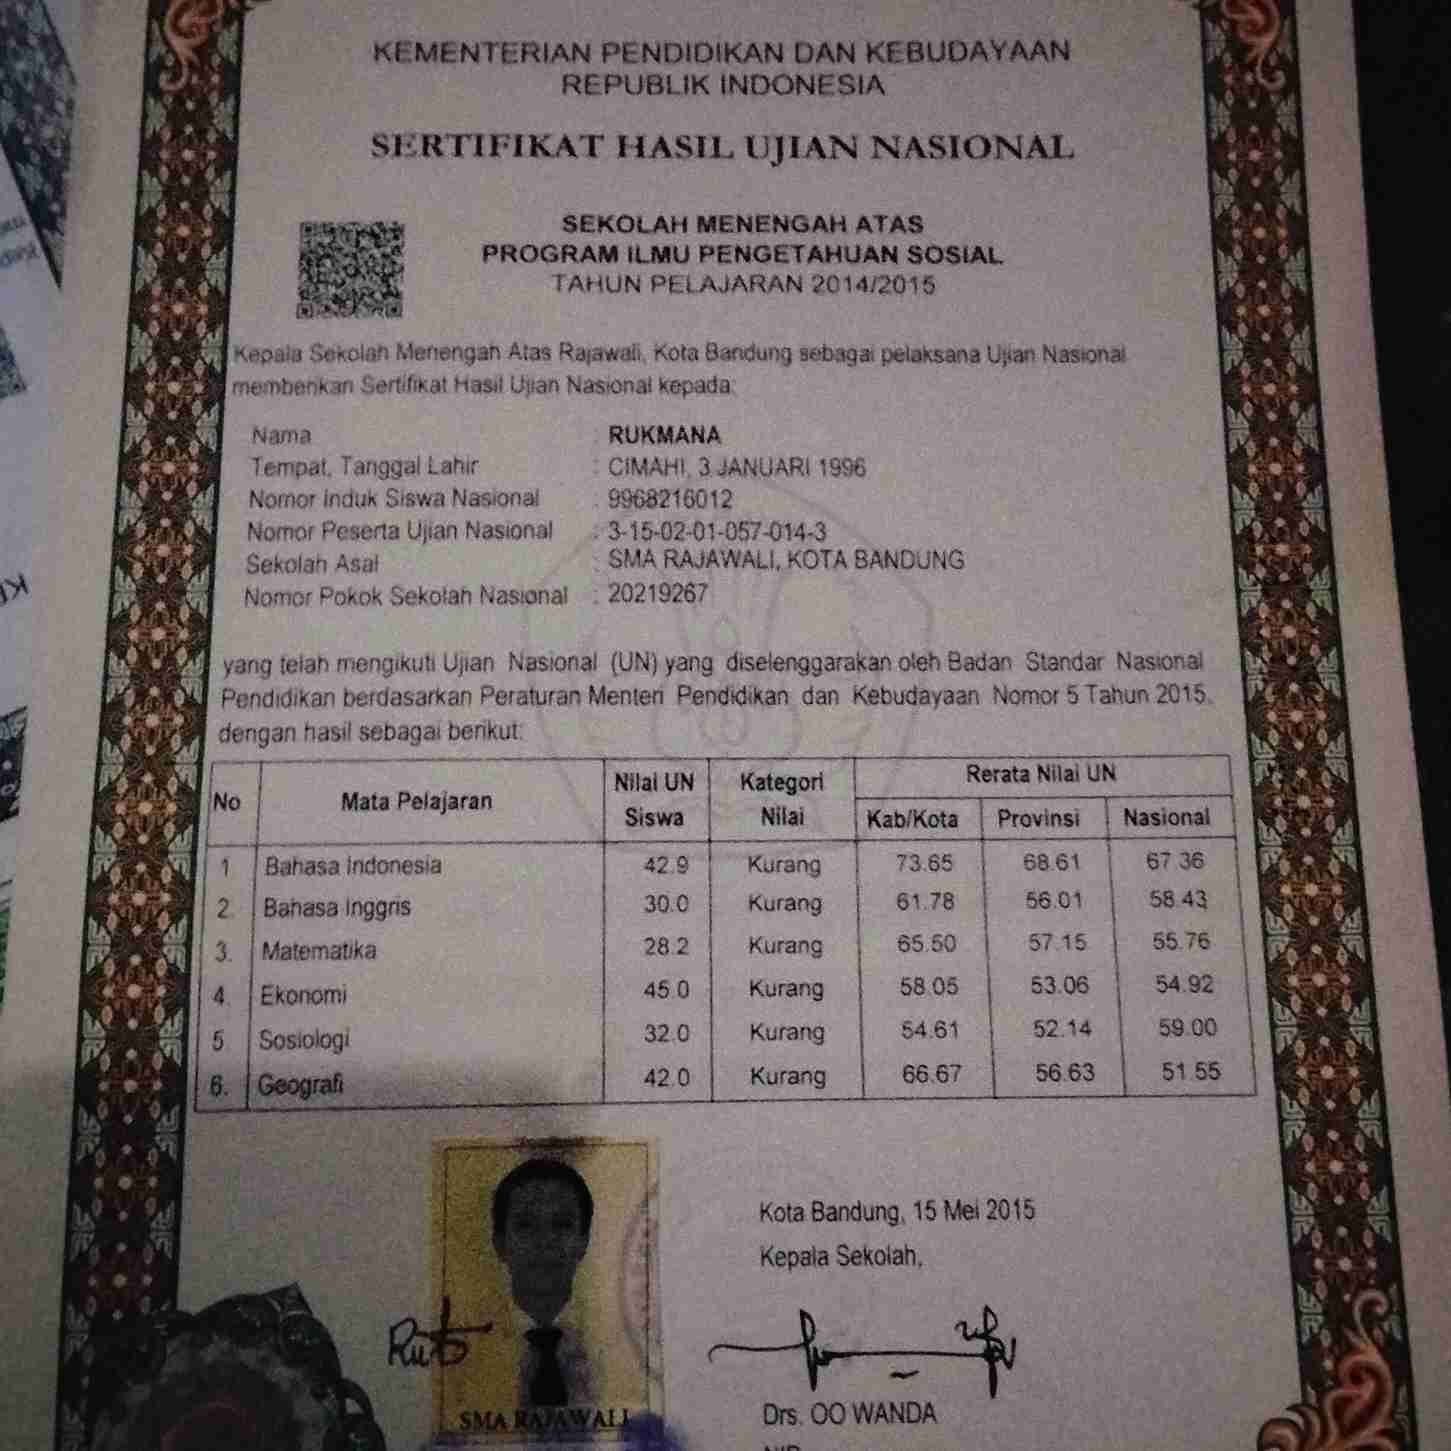 KEMENTERIAN PENDIDIKAN DAN KEBUDAYAAN
REPUBLIK INDONESIA
SERTIFIKAT HASIL UJIAN NASIONAL
SEKOLAH MENENGAH ATAS
PROGRAM ILMU PENGETAHUAN SOSIAL
TAHUN PELAJARAN 2014/2015
Kepala Sekolah Menengah Atas Rajawali, Kota Bandung sebagai pelaksana Ujian Nasional
memberikan Sertifikat Hasil Ujian Nasional kepada:
Nama : RUKMANA
Tempat, Tanggal Lahir : CIMAHI, 3 JANUARI 1996
Nomor Induk Siswa Nasional : 9968216012
Nomor Peserta Ujian Nasional : 3-15-02-01-057-014-3
Sekolah Asal : SMA RAJAWALI, KOTA BANDUNG
Nomor Pokok Sekolah Nasional : 20219267
yang telah mengikuti Ujian Nasional (UN) yang diselenggarakan oleh Badan Standar Nasional
Pendidikan berdasarkan Peraturan Menteri Pendidikan dan Kebudayaan Nomor 5 Tahun 2015,
dengan hasil sebagai berikut:
No Mata Pelajaran Nilai UN Siswa Kategori Nilai Rerata Nilai UN
Kab/Kota Provinsi Nasional
1 Bahasa Indonesia 42.9 Kurang 73.65 68.61 67.36
2. Bahasa Inggris 30.0 Kurang 61.78 56.01 58.43
3. Matematika 28.2 Kurang 65.50 57.15 55.76
4. Ekonomi 45.0 Kurang 58.05 53.06 54.92
5. Sosiologi 32.0 Kurang 54.61 52.14 59.00
6. Geografi 42.0 Kurang 66.67 56.63 51.55
Kota Bandung, 15 Mei 2015
Kepala Sekolah,
SMA RAJAWALI
Drs. OO WANDA